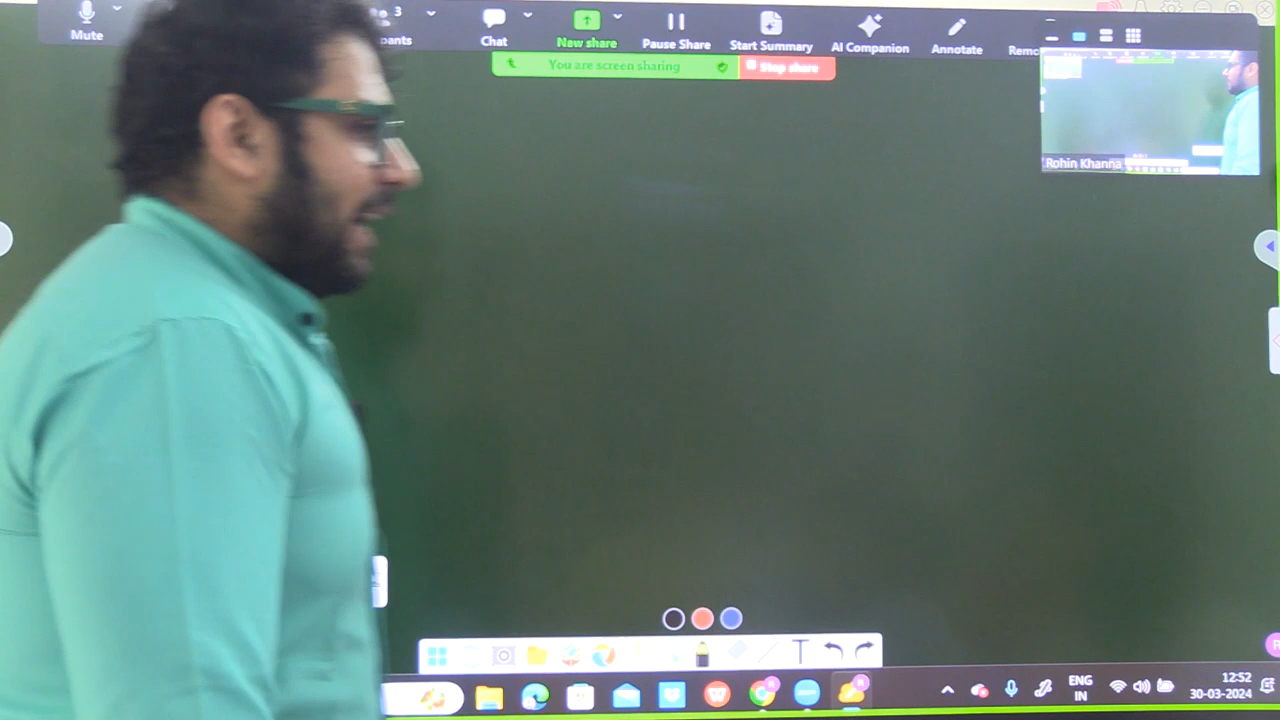 Mute
3
pants
Chat
New share
Pause Share
Start Summary
AI Companion
Annotate
Remo
You are screen sharing
Stop share
Rohin Khanna
T
ENG
IN
12:52
30-03-2024